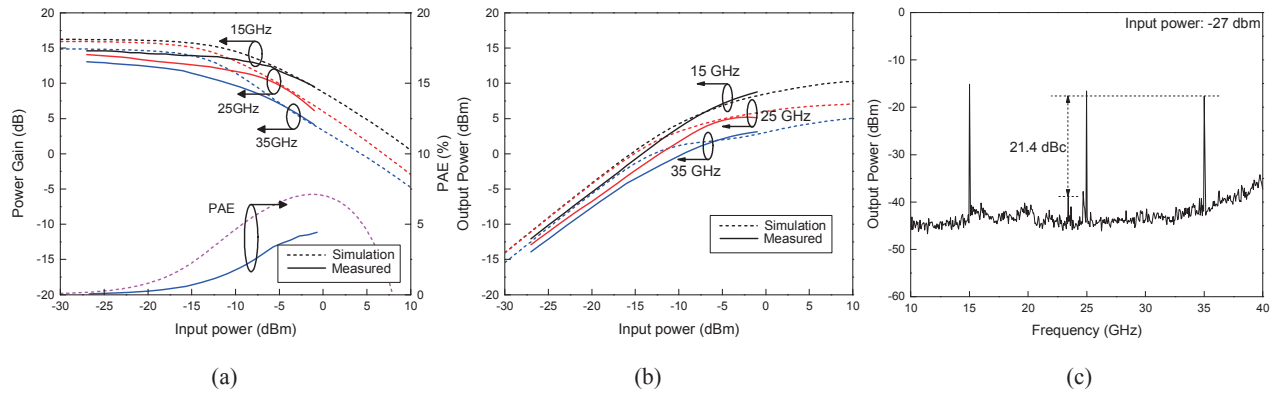 20
15
10
5
0
-5
-10
-15
-20
Power Gain (dB)
15GHz
25GHz
35GHz
PAE
Simulation
Measured
20
15
10
5
0
PAE (%)
-30
-25
-20
-15
-10
-5
0
5
10
Input power (dBm)
(a)
20
15
10
5
0
-5
-10
-15
-20
Output Power (dBm)
15 GHz
25 GHz
35 GHz
Simulation
Measured
-30
-25
-20
-15
-10
-5
0
5
10
Input power (dBm)
(b)
0
-10
-20
-30
-40
-50
-60
Output Power (dBm)
Input power: -27 dbm
21.4 dBc
10
15
20
25
30
35
40
Frequency (GHz)
(c)